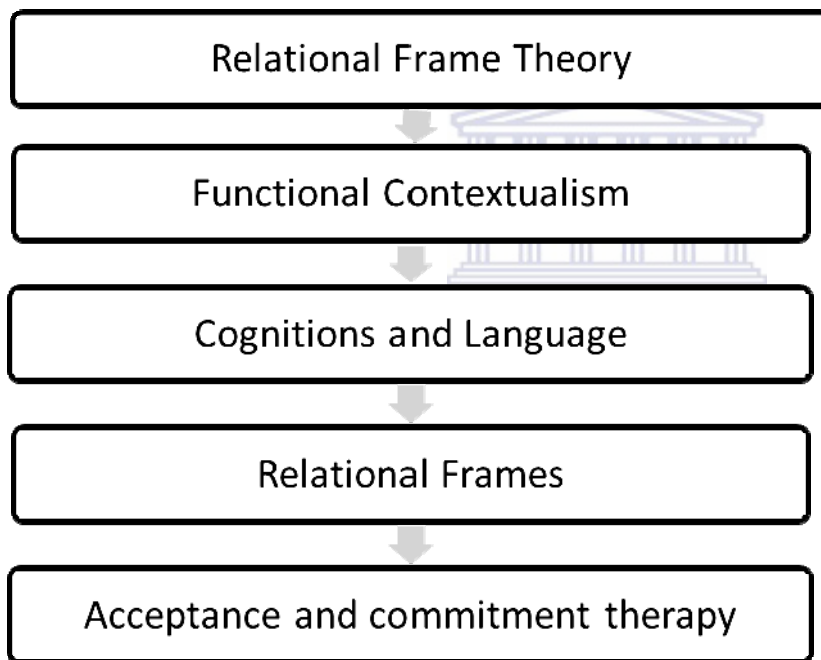 Relational Frame Theory
Functional Contextualism
Cognitions and Language
Relational Frames
Acceptance and commitment therapy